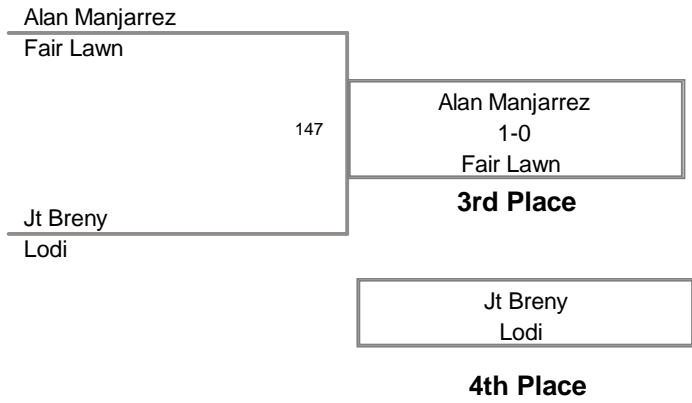 Alan Manjarrez
Fair Lawn
147
Alan Manjarrez
1-0
Fair Lawn
3rd Place
Jt Breny
Lodi
Jt Breny
Lodi
4th Place